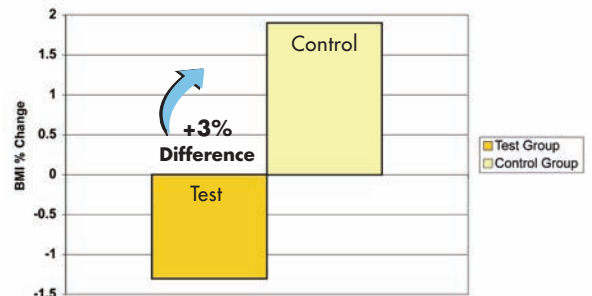 2
1.5
1
0.5
0
-0.5
-1
-1.5
BMI % Change
Control
+3%
Difference
Test
Test Group
Control Group